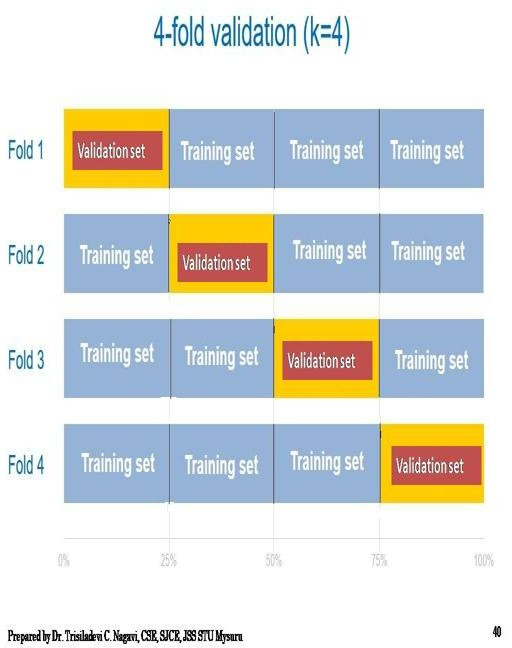 4-fold validation (k=4)
Fold 1 Validation set Training set Training set Training set
Fold 2 Training set Validation set Training set Training set
Fold 3 Training set Training set Validation set Training set
Fold 4 Training set Training set Training set Validation set
0% 25% 50% 75% 100%
Prepared by Dr. Trisiladevi C. Nagavi, CSE, SJCE, JSS STU Mysuru 40